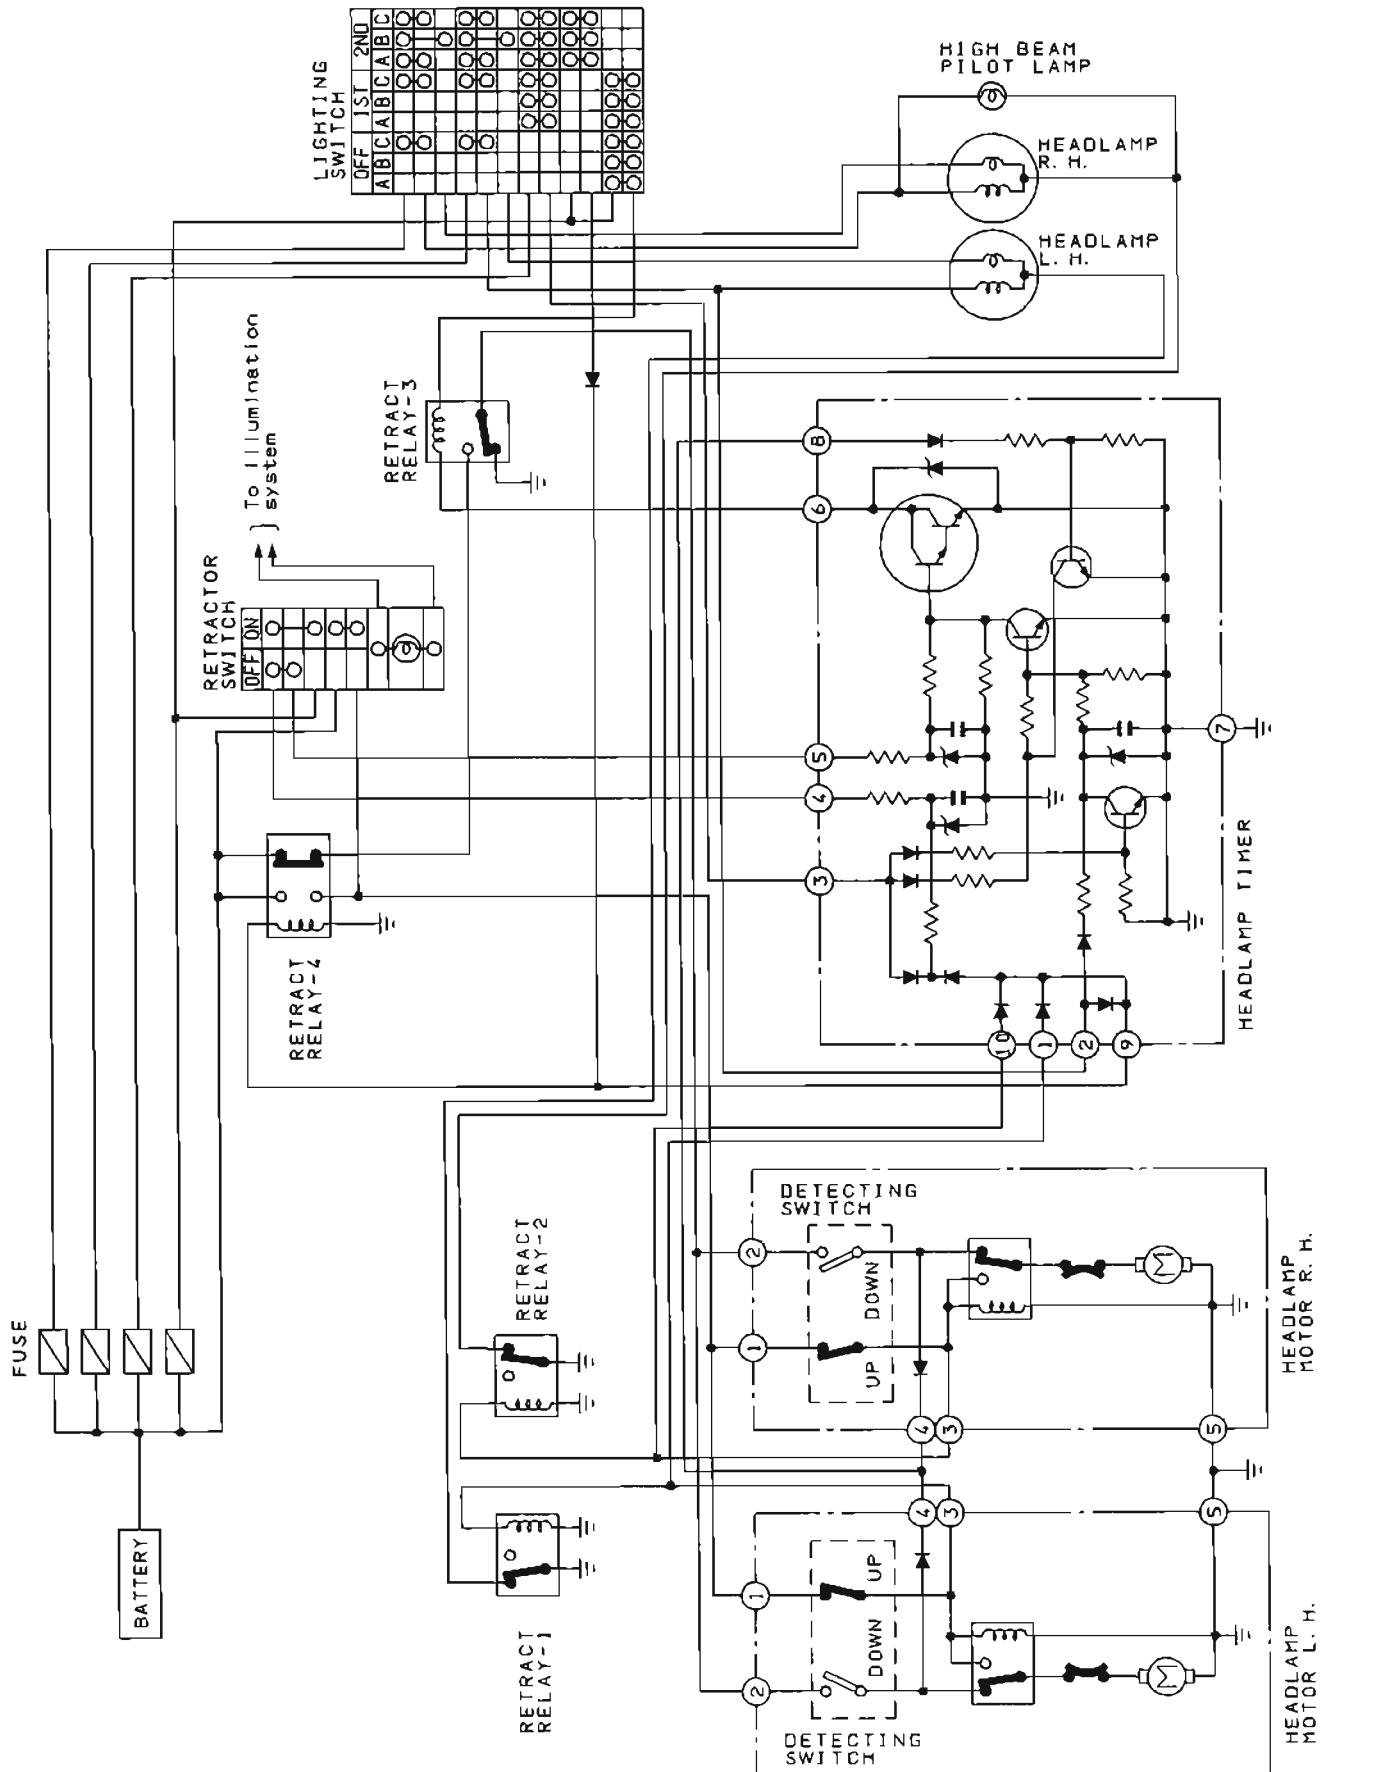 LIGHTING
SWITCH
OFF 1ST 2ND
A B C A B C A B C
HIGH BEAM
PILOT LAMP
HEADLAMP
R. H.
HEADLAMP
L. H.
To Illumination
system
RETRACT
RELAY-3
RETRACTOR
SWITCH
OFF ON
RETRACT
RELAY-4
8
6
5
4
3
7
10
1
2
9
HEADLAMP TIMER
DETECTING
SWITCH
2
1
DOWN
UP
M
4
3
5
HEADLAMP
MOTOR R. H.
RETRACT
RELAY-2
FUSE
BATTERY
RETRACT
RELAY-1
4
3
5
1
2
UP
DOWN
M
DETECTING
SWITCH
HEADLAMP
MOTOR L. H.